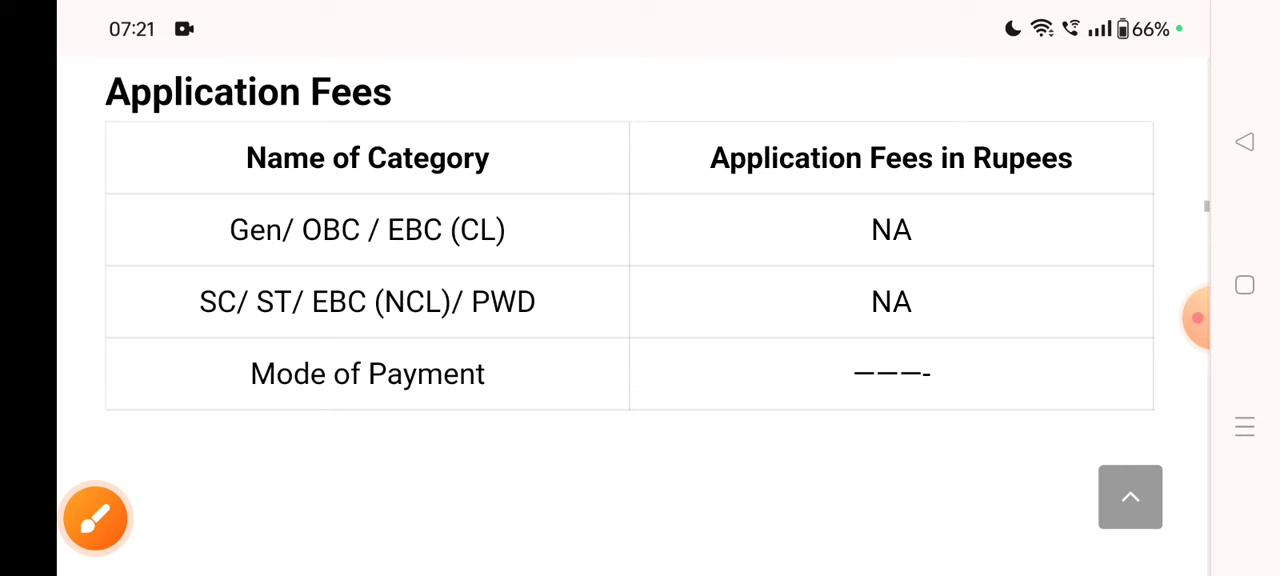 07:21
66%
Application Fees
Name of Category
Application Fees in Rupees
Gen/ OBC / EBC (CL)
NA
SC/ ST/ EBC (NCL)/ PWD
NA
Mode of Payment
———-